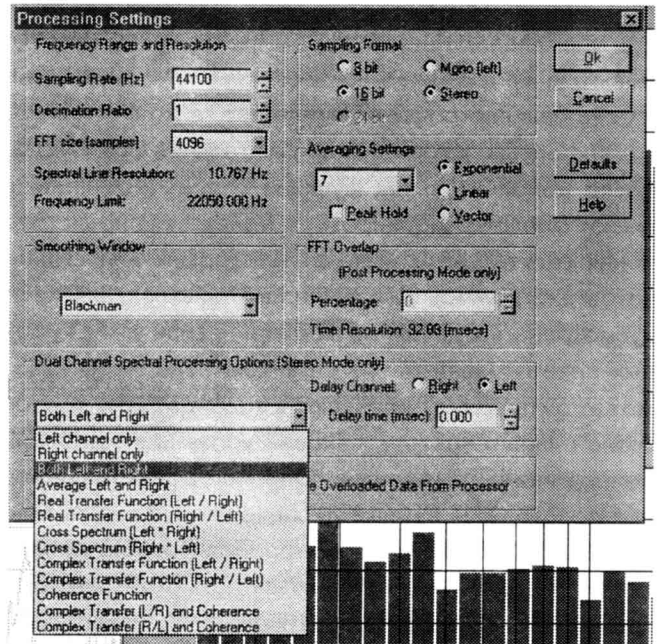 Processing Settings
Frequency Range and Resolution
Sampling Rate (Hz) 44100
Decimation Ratio 1
FFT size (samples) 4096
Spectral Line Resolution: 10.767 Hz
Frequency Limit: 22050.000 Hz
Sampling Format
8 bit Mono (left)
16 bit Stereo
24 bit
Ok
Cancel
Averaging Settings
7
Exponential
Linear
Peak Hold Vector
Defaults
Help
Smoothing Window
Blackman
FFT Overlap
(Post Processing Mode only)
Percentage: 0
Time Resolution: (msecs)
Dual Channel Spectral Processing Options (Stereo Mode only)
Delay Channel: Right Left
Both Left and Right Delay time (msec) 0.000
Left channel only
Right channel only
Both Left and Right
Average Left and Right
Real Transfer Function (Left / Right)
Real Transfer Function (Right / Left)
Cross Spectrum (Left * Right)
Cross Spectrum (Right * Left)
Complex Transfer Function (Left / Right)
Complex Transfer Function (Right / Left)
Coherence Function
Complex Transfer (L/R) and Coherence
Complex Transfer (R/L) and Coherence
e Overloaded Data From Processor